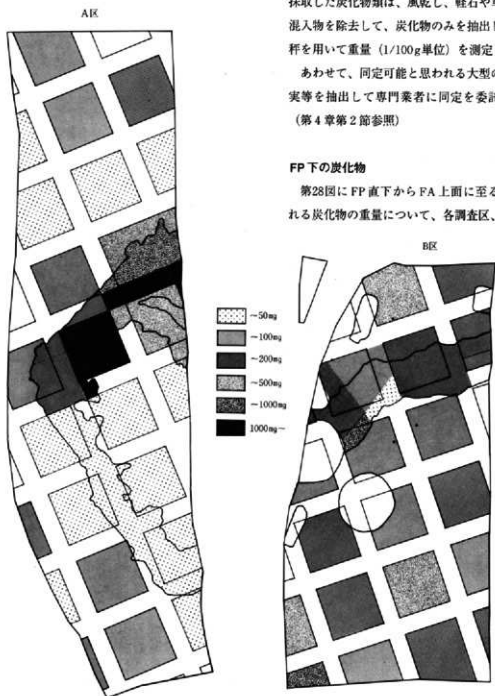 採取した炭化物類は、風乾し、軽石や
混入物を除去して、炭化物のみを抽出
秤を用いて重量（1/100g単位）を測定
あわせて、同定可能と思われる大型の
実等を抽出して専門業者に同定を委
（第4章第2節参照）
FP下の炭化物
第28図にFP直下からFA上面に至る
れる炭化物の重量について、各調査区、
A区
B区
~50mg
~100mg
~200mg
~500mg
~1000mg
1000mg~